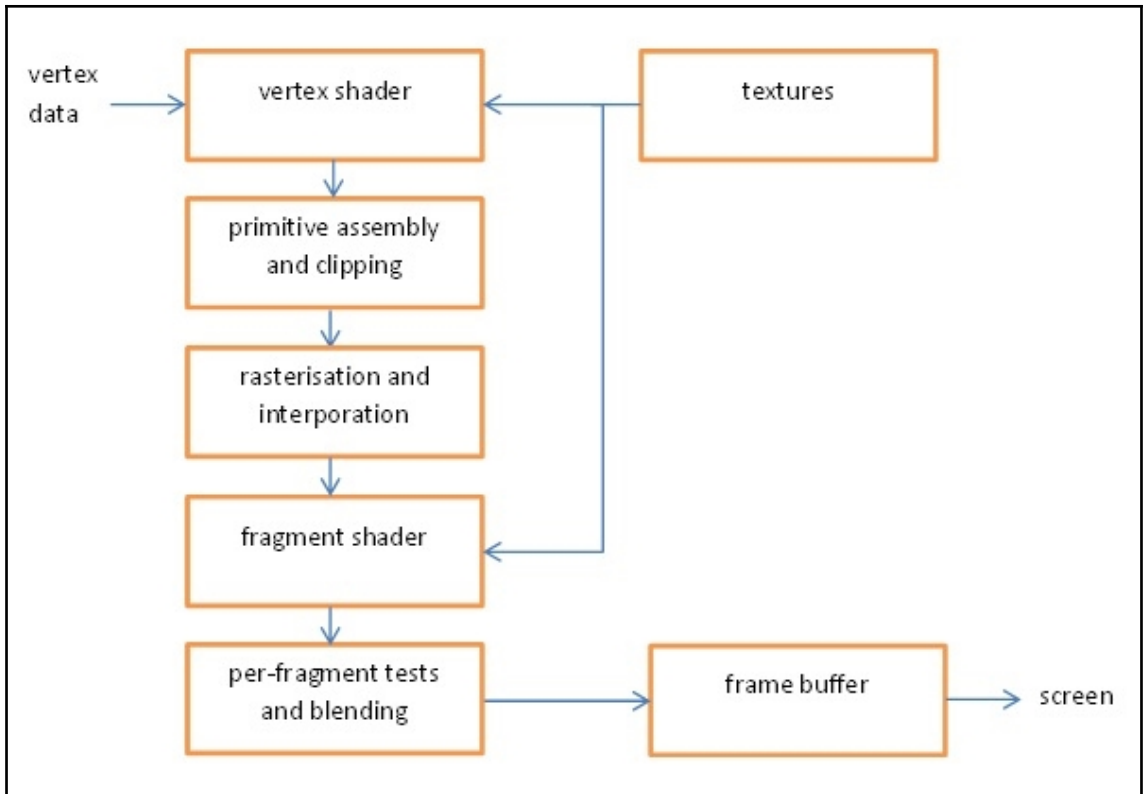 vertex
data
vertex shader
textures
primitive assembly
and clipping
rasterisation and
interporation
fragment shader
per-fragment tests
and blending
frame buffer
screen